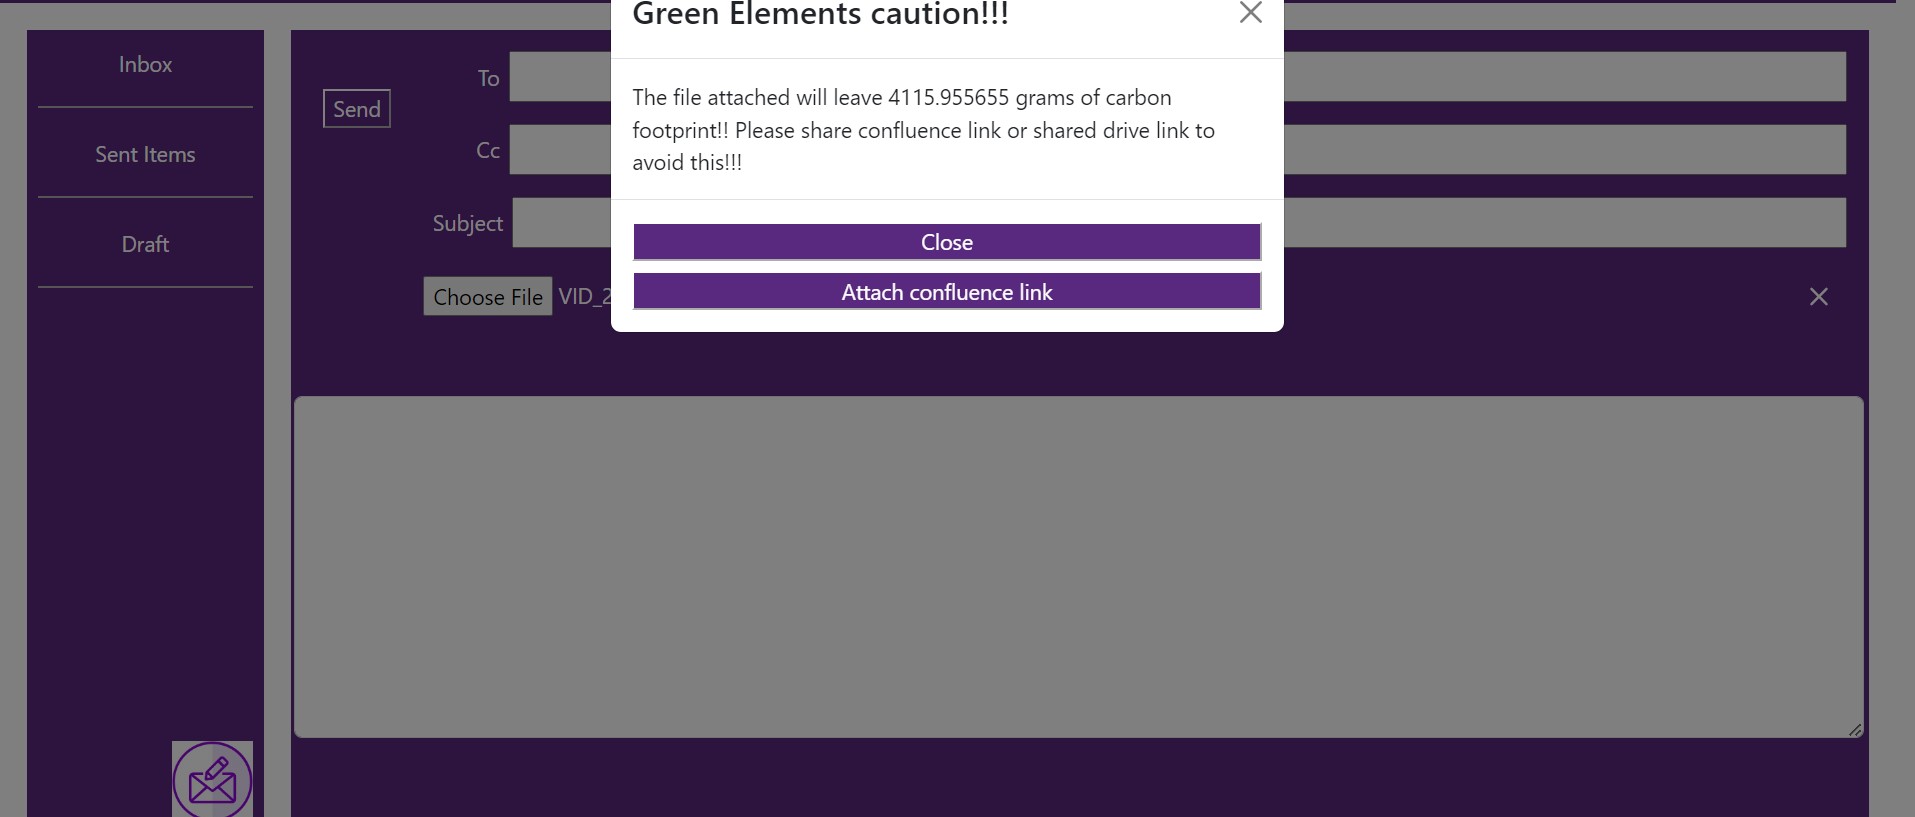 Green Elements caution!!!
The file attached will leave 4115.955655 grams of carbon
footprint!! Please share confluence link or shared drive link to
avoid this!!!
Close
Attach confluence link
Inbox
Sent Items
Draft
Send
To
Cc
Subject
Choose File VID_2